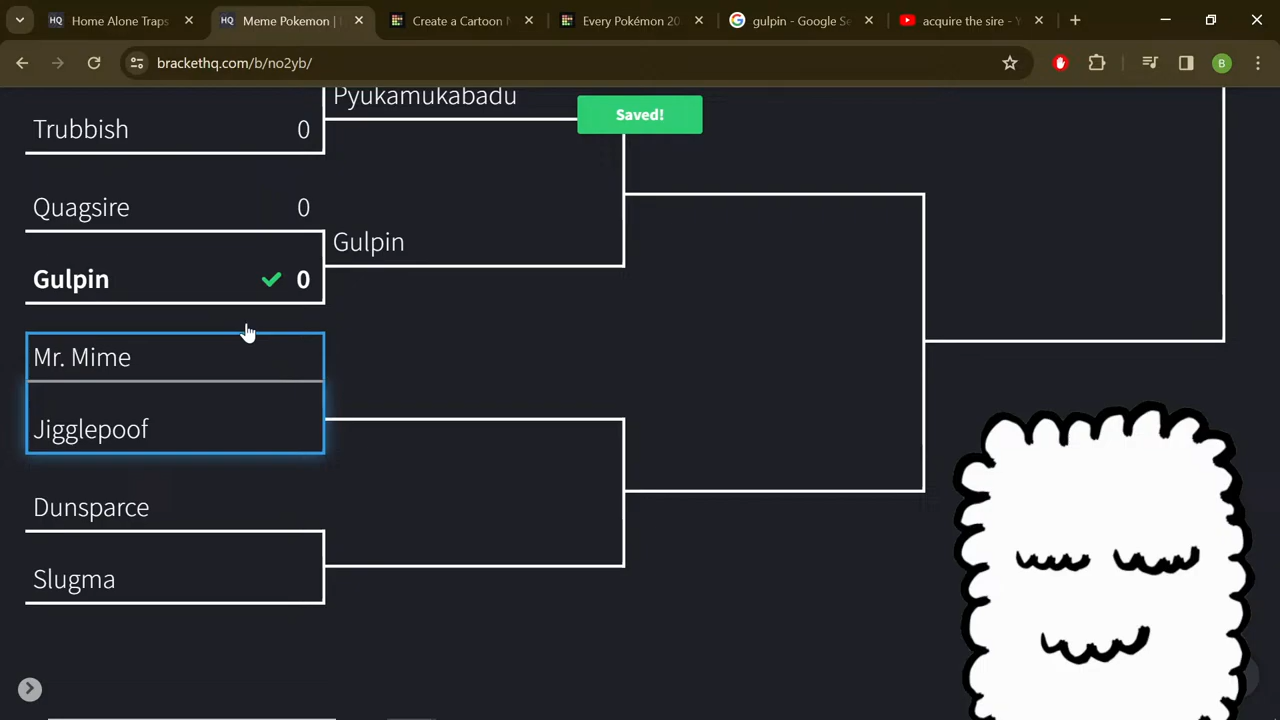 Home Alone Traps
Meme Pokemon |
Create a Cartoon
Every Pokémon 20
gulpin - Google Se
acquire the sire - Y
brackethq.com/b/no2yb/
B
Pyukamukabadu
Saved!
Trubbish 0
Quagsire 0
Gulpin
Gulpin 0
Mr. Mime
Jigglepoof
Dunsparce
Slugma